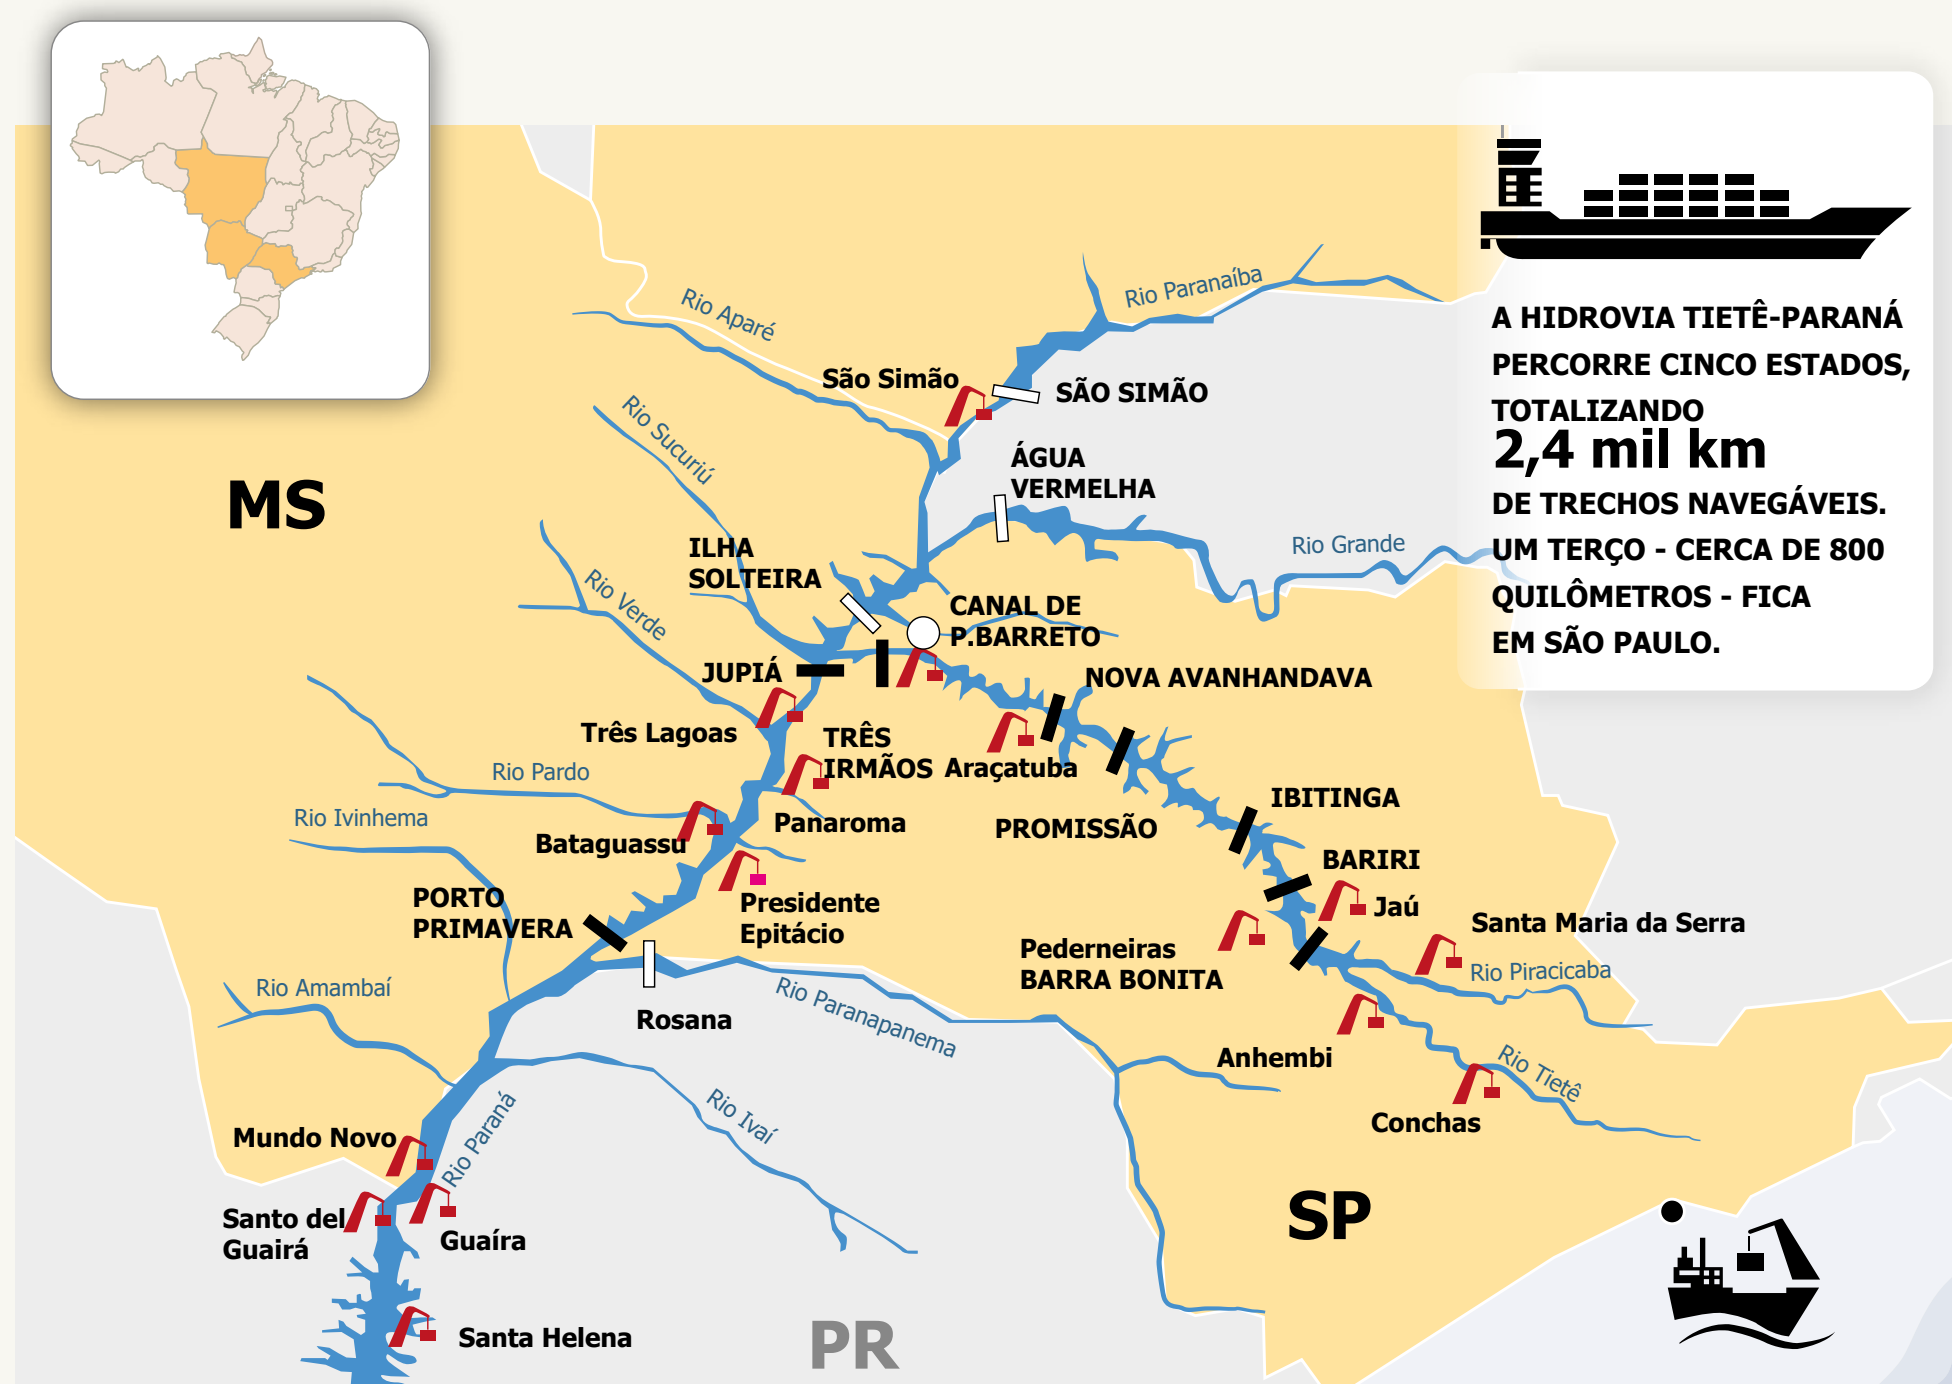 A HIDROVIA TIETÊ-PARANÁ
PERCORRE CINCO ESTADOS,
TOTALIZANDO
2,4 mil km
DE TRECHOS NAVEGÁVEIS.
UM TERÇO - CERCA DE 800
QUILÔMETROS - FICA
EM SÃO PAULO.
Rio Paranaíba
Rio Aparé
São Simão
SÃO SIMÃO
Rio Sucuriú
ÁGUA
VERMELHA
MS
Rio Grande
ILHA
SOLTEIRA
Rio Verde
CANAL DE
P.BARRETO
JUPIÁ
NOVA AVANHANDAVA
Três Lagoas
TRÊS
IRMÃOS
Araçatuba
Rio Pardo
IBITINGA
Rio Ivinhema
Panaroma
PROMISSÃO
Bataguassu
BARIRI
Jaú
PORTO
PRIMAVERA
Presidente
Epitácio
Santa Maria da Serra
Pederneiras
BARRA BONITA
Rio Piracicaba
Rio Amambaí
Rio Paranapanema
Rosana
Anhembi
Rio Tietê
Conchas
Rio Ivaí
Rio Paraná
Mundo Novo
Santo del
Guairá
Guaíra
SP
Santa Helena
PR